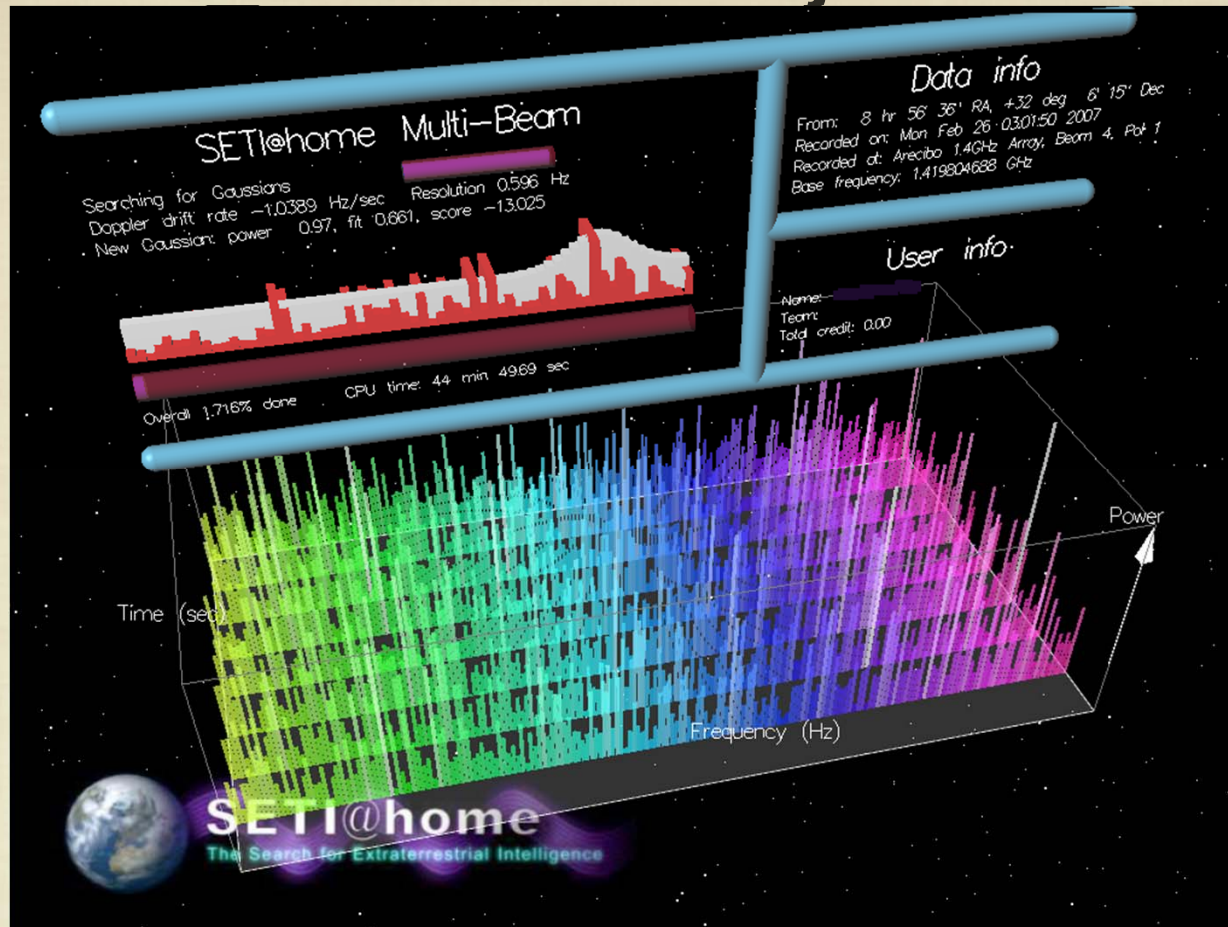 SETI@home Multi-Beam
Searching for Gaussians
Doppler drift rate -1.0389 Hz/sec Resolution 0.596 Hz
New Gaussian: power 0.97, fit 0.661, score -13.025
Overall 1.716% done CPU time: 44 min 49.69 sec
Data info
From: 8 hr 56' 36" RA, +32 deg 6' 15" Dec
Recorded on: Mon Feb 26 03:01:50 2007
Recorded at: Arecibo 1.4GHz Array, Beam 4, Pol 1
Base frequency: 1.419804688 GHz
User info
Name:
Team:
Total credit: 0.00
Power
Time (sec)
Frequency (Hz)
SETI@home
The Search for Extraterrestrial Intelligence